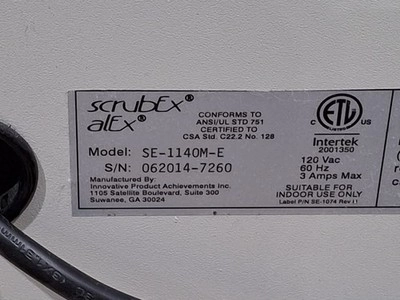 scrubEx®
alEx®
CONFORMS TO
ANSI/UL STD 751
CERTIFIED TO
CSA Std. C22.2 No. 128
C US
ETL
Intertek
2001350
Model: SE-1140M-E
S/N: 062014-7260
120 Vac
60 Hz
3 Amps Max
Manufactured By:
Innovative Product Achievements Inc.
1105 Satellite Boulevard, Suite 300
Suwanee, GA 30024
SUITABLE FOR
INDOOR USE ONLY
Label P/N SE-1074 Rev